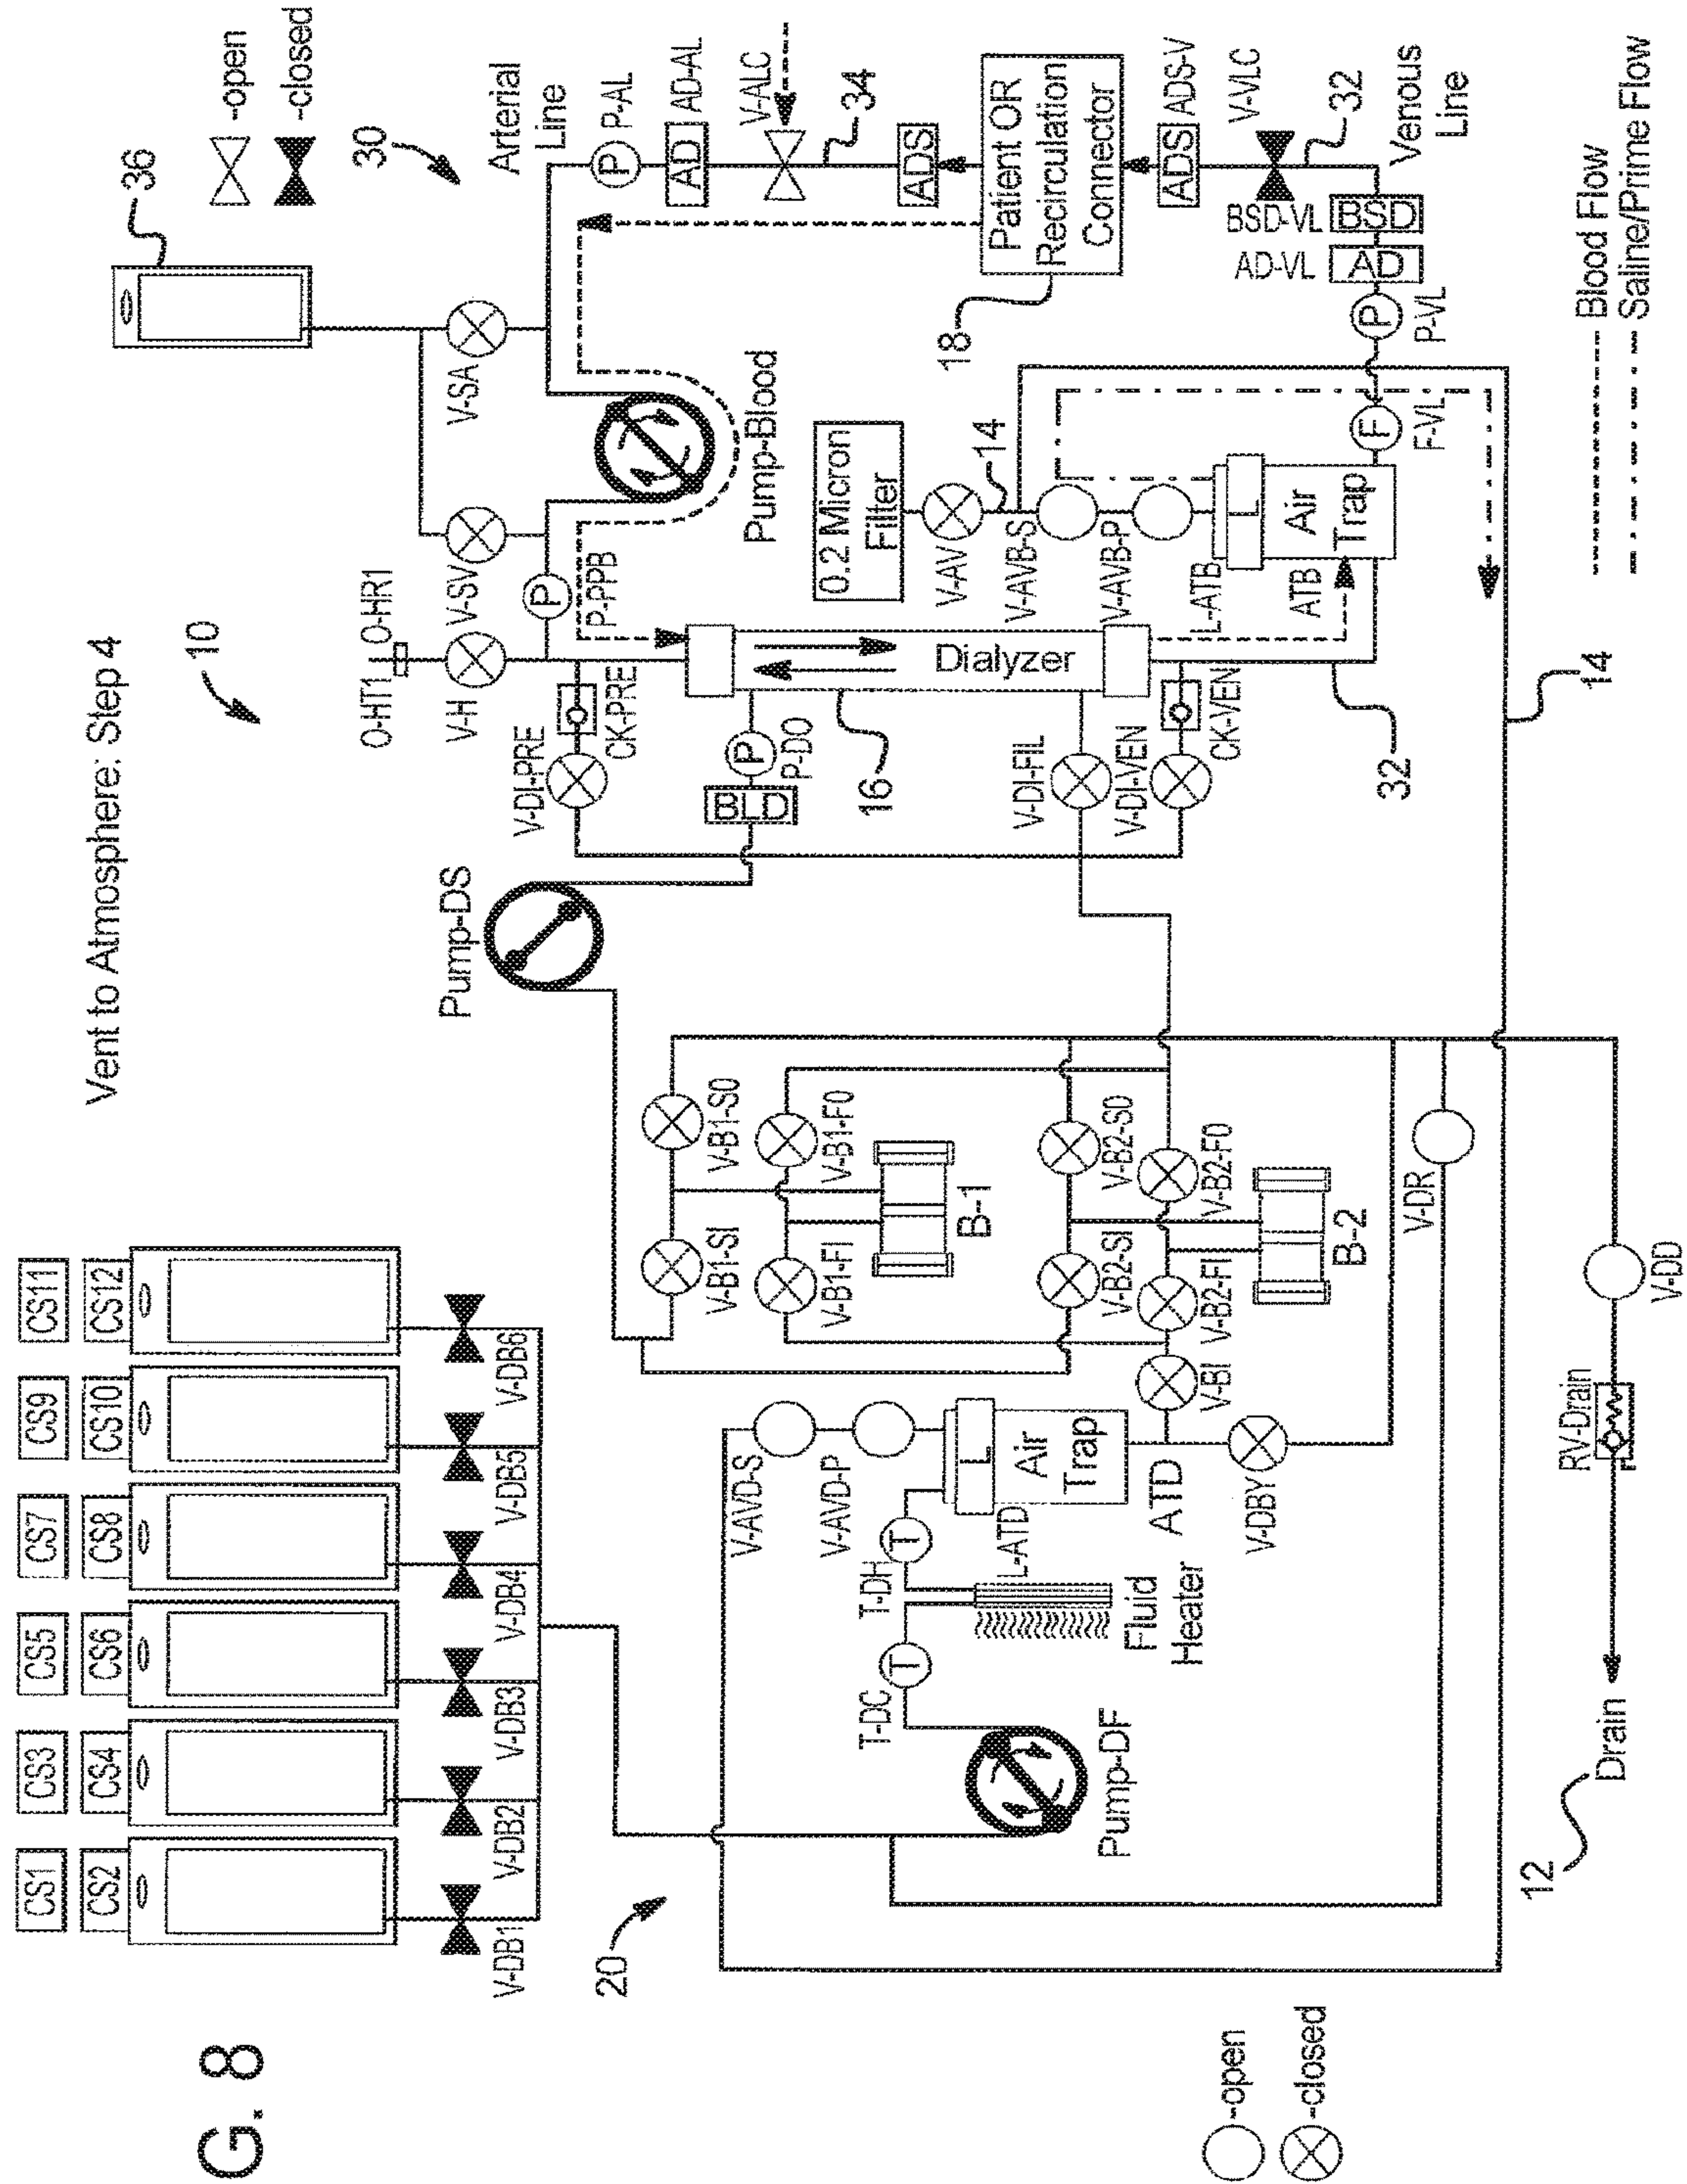 G. 8
Vent to Atmosphere: Step 4
CS1
CS2
CS3
CS4
CS5
CS6
CS7
CS8
CS9
CS10
CS11
CS12
V-DB1
V-DB2
V-DB3
V-DB4
V-DB5
V-DB6
10
20
Pump-DS
O-HT1
O-HR1
V-H
V-SV
V-SA
36
-open
-closed
30
Arterial
Line
P
P-AL
AD
AD-AL
V-ALC
34
ADS
Patient OR
Recirculation
Connector
18
ADS
ADS-V
V-VLC
32
BSD-VL
BSD
AD-VL
AD
Venous
Line
P
P-VL
F
F-VL
V-DI-PRE
CK-PRE
P
P-PPB
Pump-Blood
BLD
P
P-DO
16
Dialyzer
0.2 Micron
Filter
V-AV
14
V-AVB-S
V-AVB-P
L-ATB
L
Air
Trap
ATB
V-DI-FIL
V-DI-VEN
CK-VEN
32
14
V-B1-SI
V-B1-S0
V-B1-FI
V-B1-F0
B-1
V-B2-SI
V-B2-S0
V-B2-FI
V-B2-F0
B-2
V-BI
V-AVD-S
V-AVD-P
L
L-ATD
Air
Trap
ATD
V-DBY
T
T-DH
T
T-DC
Fluid
Heater
Pump-DF
V-DR
V-DD
RV-Drain
Drain
12
Blood Flow
Saline/Prime Flow
-open
-closed